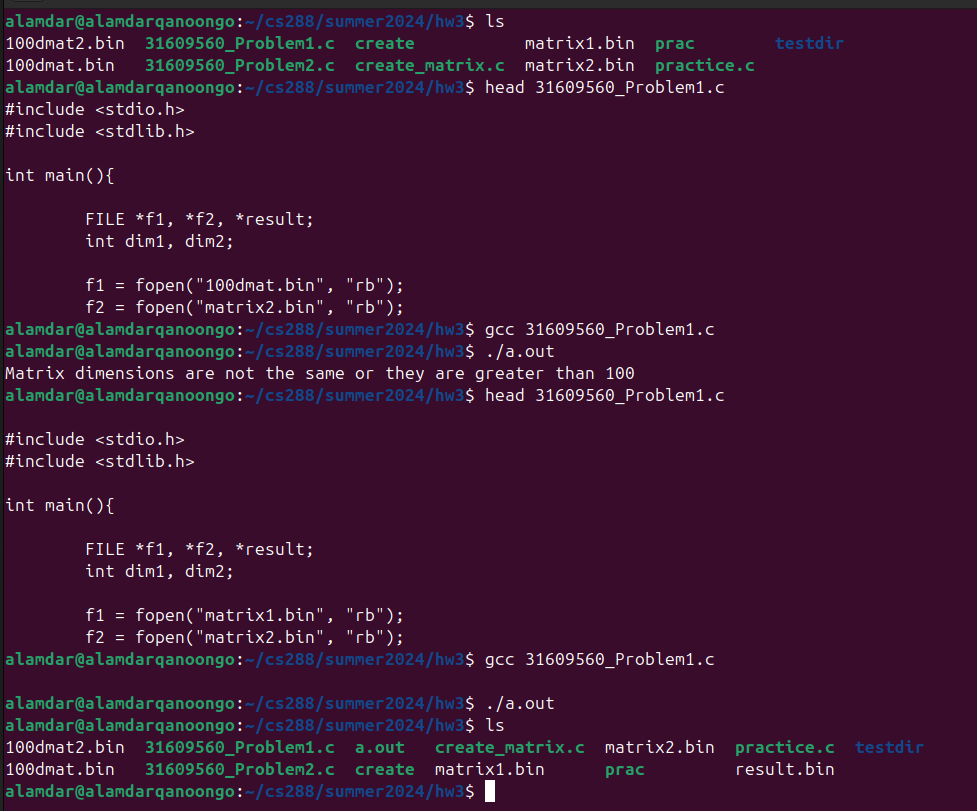 alamdar@alamdarqanoongo:~/cs288/summer2024/hw3$ ls
100dmat2.bin  31609560_Problem1.c  create           matrix1.bin  prac        testdir
100dmat.bin   31609560_Problem2.c  create_matrix.c  matrix2.bin  practice.c
alamdar@alamdarqanoongo:~/cs288/summer2024/hw3$ head 31609560_Problem1.c
#include <stdio.h>
#include <stdlib.h>

int main(){

        FILE *f1, *f2, *result;
        int dim1, dim2;

        f1 = fopen("100dmat.bin", "rb");
        f2 = fopen("matrix2.bin", "rb");
alamdar@alamdarqanoongo:~/cs288/summer2024/hw3$ gcc 31609560_Problem1.c
alamdar@alamdarqanoongo:~/cs288/summer2024/hw3$ ./a.out
Matrix dimensions are not the same or they are greater than 100
alamdar@alamdarqanoongo:~/cs288/summer2024/hw3$ head 31609560_Problem1.c

#include <stdio.h>
#include <stdlib.h>

int main(){

        FILE *f1, *f2, *result;
        int dim1, dim2;

        f1 = fopen("matrix1.bin", "rb");
        f2 = fopen("matrix2.bin", "rb");
alamdar@alamdarqanoongo:~/cs288/summer2024/hw3$ gcc 31609560_Problem1.c

alamdar@alamdarqanoongo:~/cs288/summer2024/hw3$ ./a.out
alamdar@alamdarqanoongo:~/cs288/summer2024/hw3$ ls
100dmat2.bin  31609560_Problem1.c  a.out   create_matrix.c  matrix2.bin  practice.c  testdir
100dmat.bin   31609560_Problem2.c  create  matrix1.bin      prac         result.bin
alamdar@alamdarqanoongo:~/cs288/summer2024/hw3$